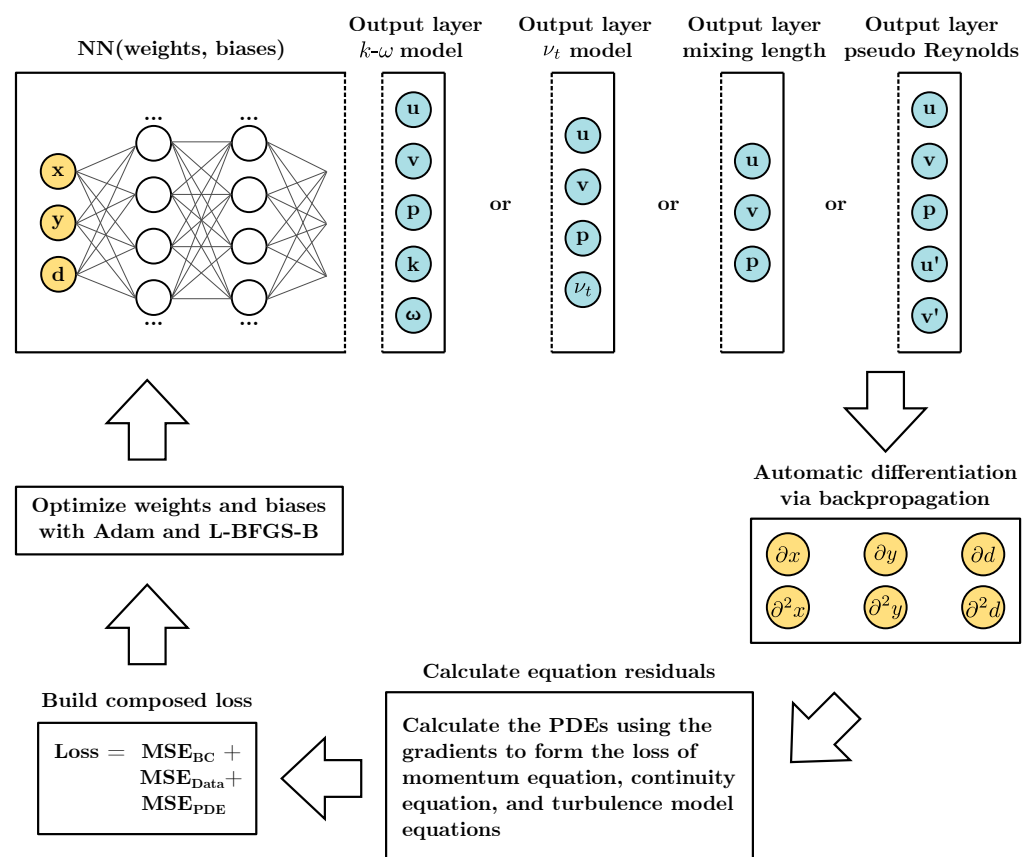 NN(weights, biases)
Output layer
k-ω model
Output layer
ν_t model
Output layer
mixing length
Output layer
pseudo Reynolds
...
...
x
y
d
...
...
u
v
p
k
ω
or
u
v
p
ν_t
or
u
v
p
or
u
v
p
u'
v'
Automatic differentiation
via backpropagation
∂x ∂y ∂d
∂²x ∂²y ∂²d
Calculate equation residuals
Calculate the PDEs using the
gradients to form the loss of
momentum equation, continuity
equation, and turbulence model
equations
Build composed loss
Loss = MSE_BC +
MSE_Data+
MSE_PDE
Optimize weights and biases
with Adam and L-BFGS-B